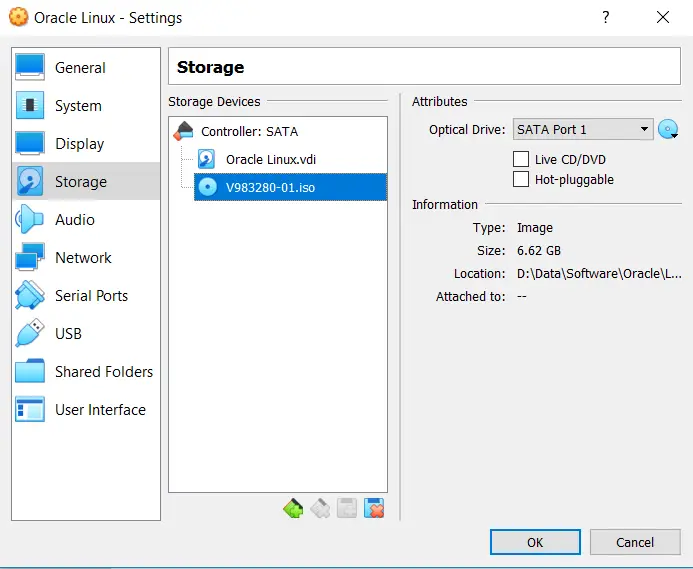 Oracle Linux - Settings
?
General
System
Display
Storage
Audio
Network
Serial Ports
USB
Shared Folders
User Interface
Storage
Storage Devices
Controller: SATA
Oracle Linux.vdi
V983280-01.iso
Attributes
Optical Drive: SATA Port 1
Live CD/DVD
Hot-pluggable
Information
Type: Image
Size: 6.62 GB
Location: D:\Data\Software\Oracle\L...
Attached to: --
OK
Cancel